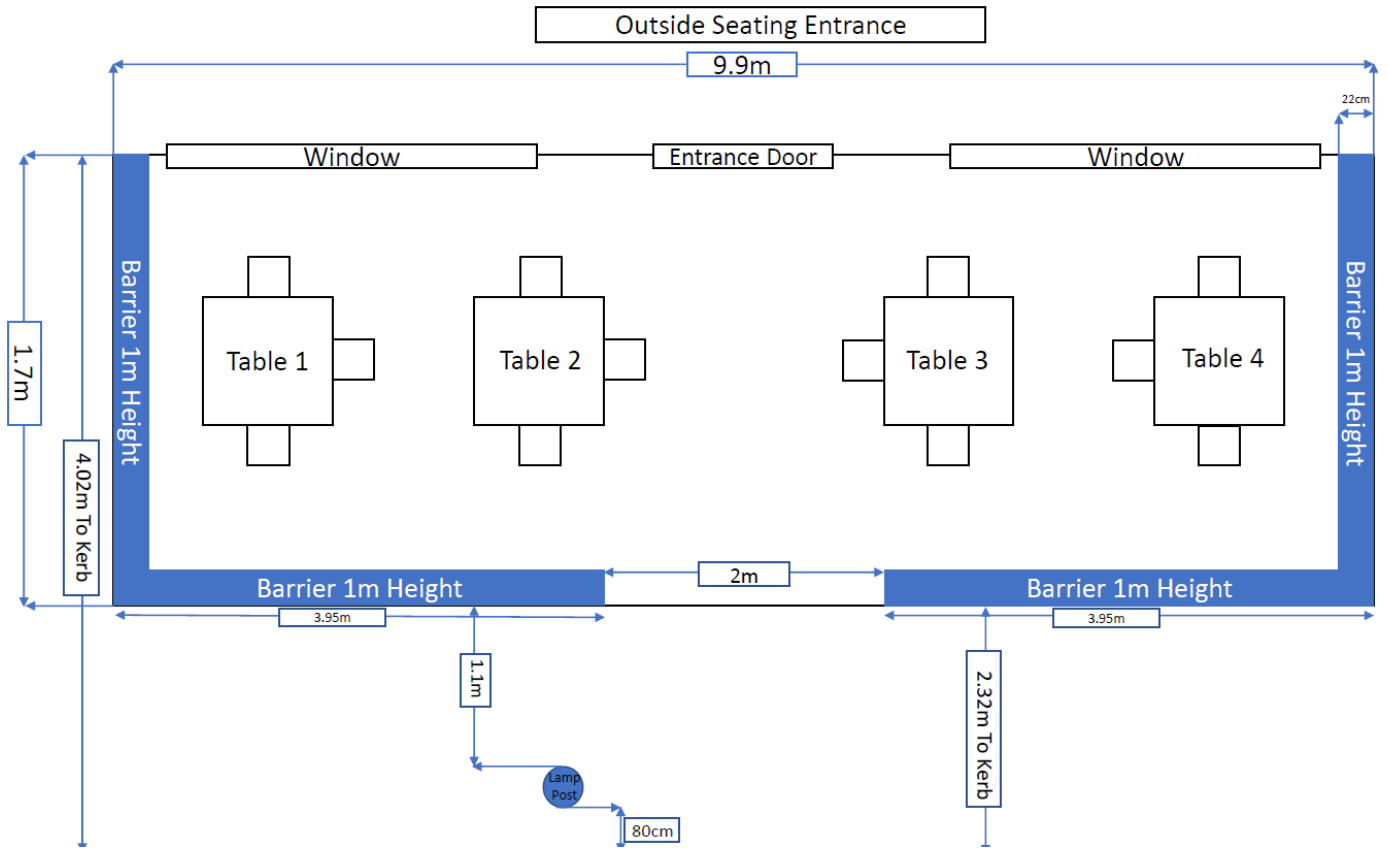 Outside Seating Entrance
9.9m
22cm
Window
Entrance Door
Window
Barrier 1m Height
Barrier 1m Height
1.7m
4.02m To Kerb
Table 1
Table 2
Table 3
Table 4
2m
Barrier 1m Height
Barrier 1m Height
3.95m
3.95m
1.1m
2.32m To Kerb
Lamp
Post
80cm